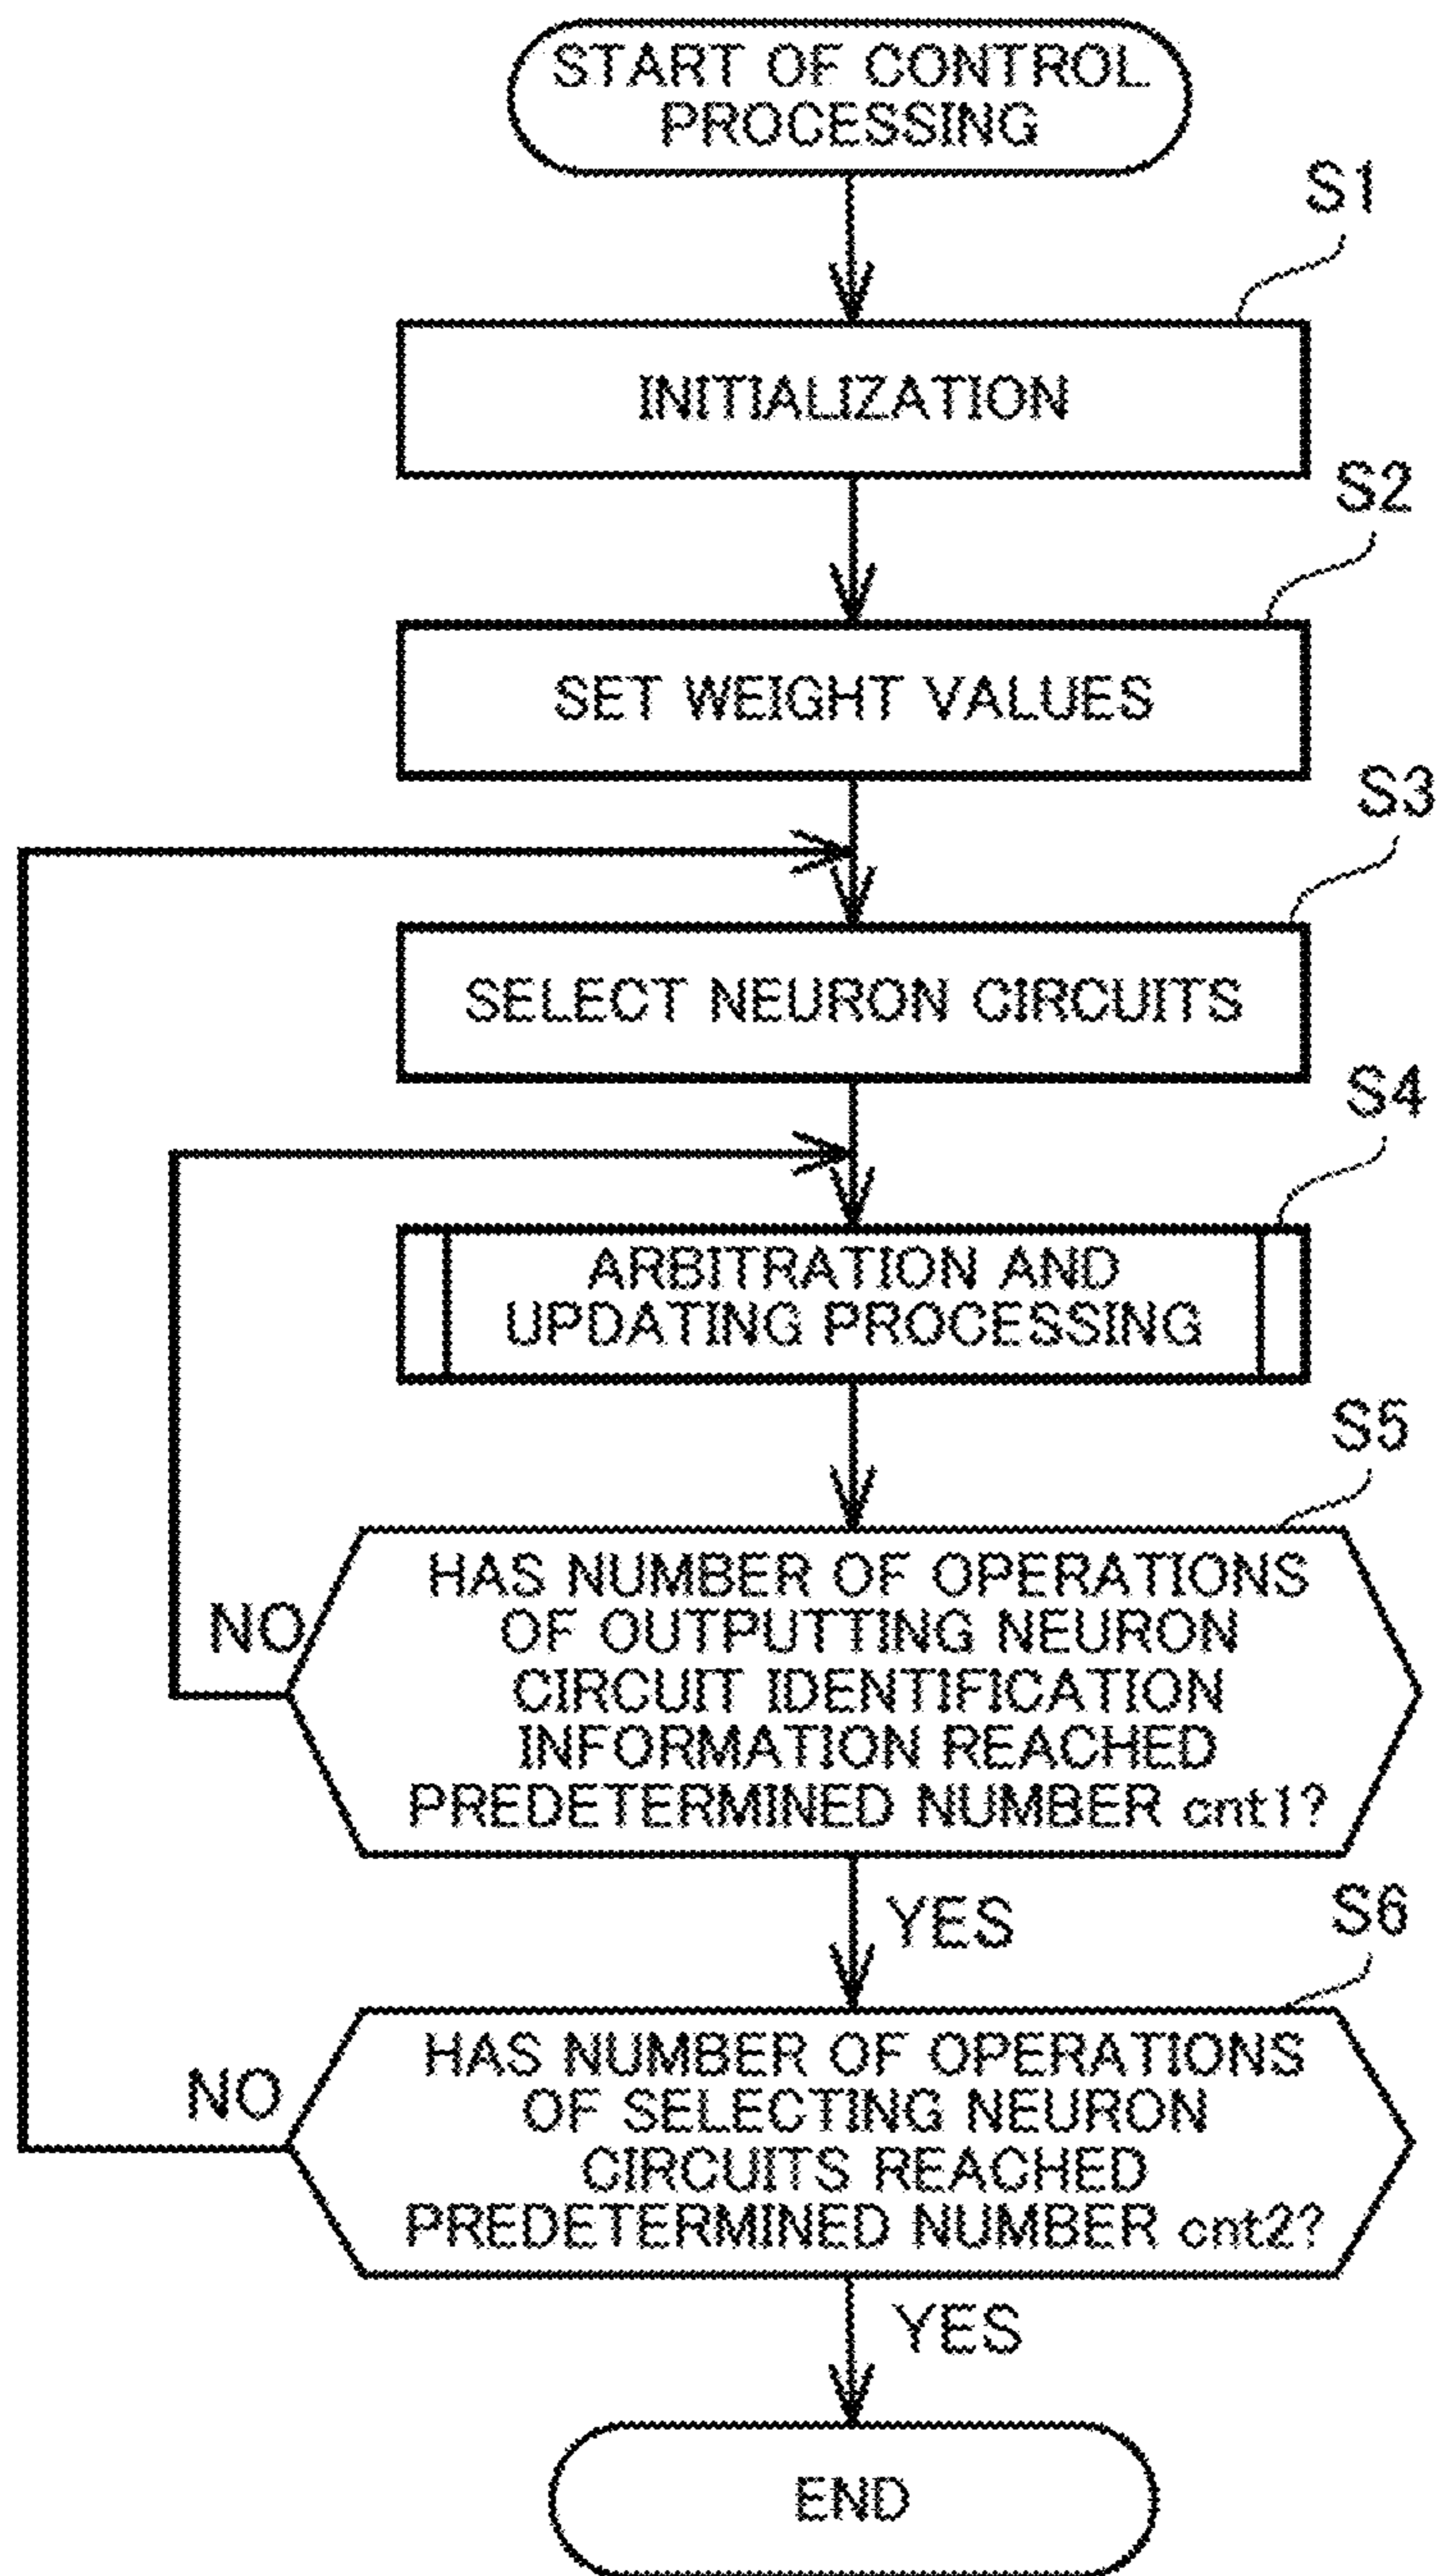 START OF CONTROL
PROCESSING
S1
INITIALIZATION
S2
SET WEIGHT VALUES
S3
SELECT NEURON CIRCUITS
S4
ARBITRATION AND
UPDATING PROCESSING
S5
HAS NUMBER OF OPERATIONS
OF OUTPUTTING NEURON
CIRCUIT IDENTIFICATION
INFORMATION REACHED
PREDETERMINED NUMBER cnt1?
NO
YES
S6
HAS NUMBER OF OPERATIONS
OF SELECTING NEURON
CIRCUITS REACHED
PREDETERMINED NUMBER cnt2?
NO
YES
END